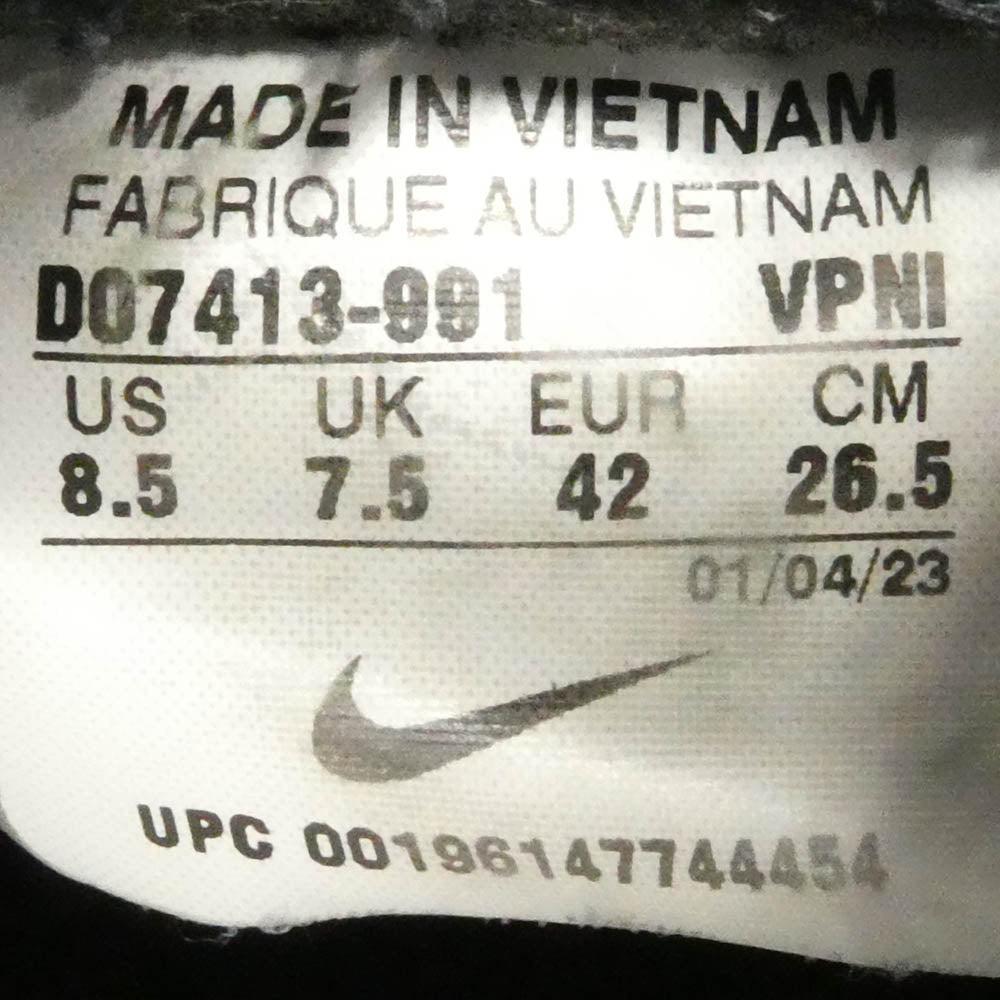 MADE IN VIETNAM
FABRIQUE AU VIETNAM
DO7413-991 VPNI
US UK EUR CM
8.5 7.5 42 26.5
01/04/23
UPC 00196147744454